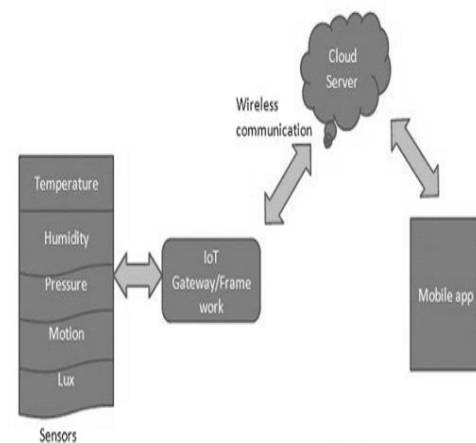 Cloud
Server
Wireless
communication
Temperature
Humidity
Pressure
Motion
Lux
Sensors
IoT
Gateway/Frame
work
Mobile app